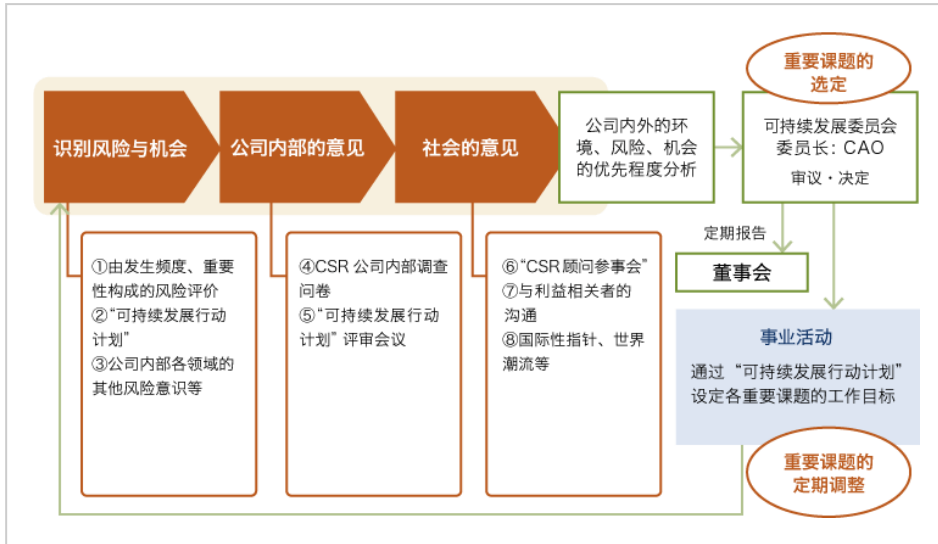 重要课题的
选定
识别风险与机会
公司内部的意见
社会的意见
公司内外的环
境、风险、机会
的优先程度分析
可持续发展委员会
委员长: CAO
审议·决定
定期报告
董事会
①由发生频度、重要
性构成的风险评价
②“可持续发展行动
计划”
③公司内部各领域的
其他风险意识等
④CSR 公司内部调查
问卷
⑤“可持续发展行动
计划” 评审会议
⑥“CSR 顾问参事会”
⑦与利益相关者的
沟通
⑧国际性指针、世界
潮流等
事业活动
通过“可持续发展行动计划”
设定各重要课题的工作目标
重要课题的
定期调整